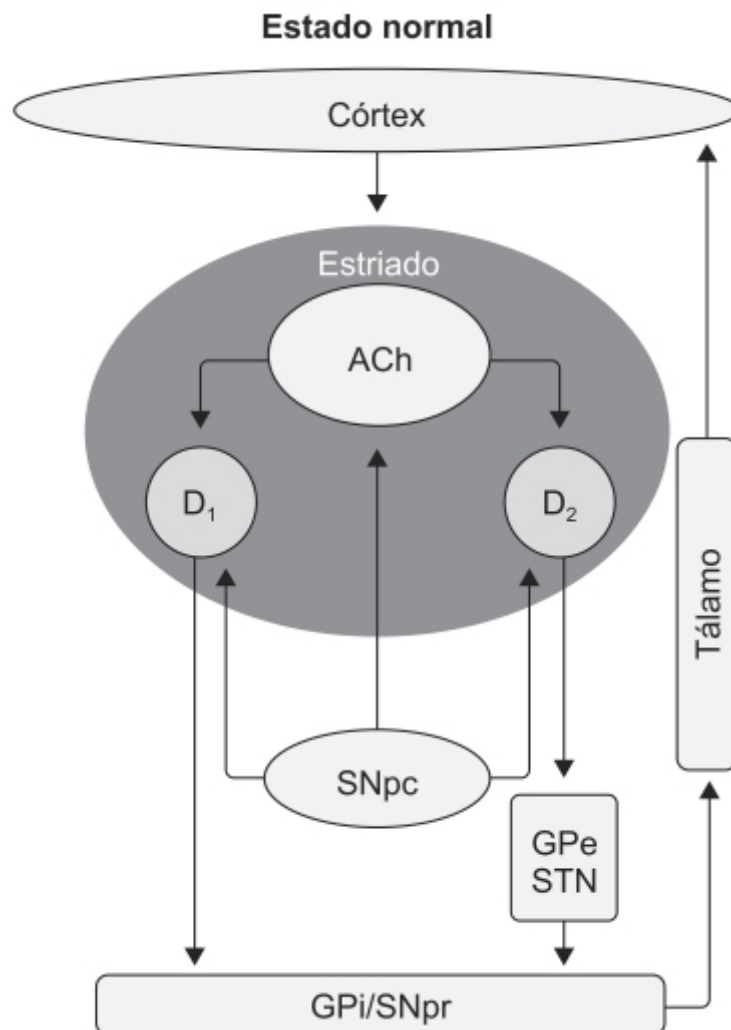 Estado normal
Córtex
Estriado
ACh
D₁
D₂
Tálamo
SNpc
GPe
STN
GPi/SNpr